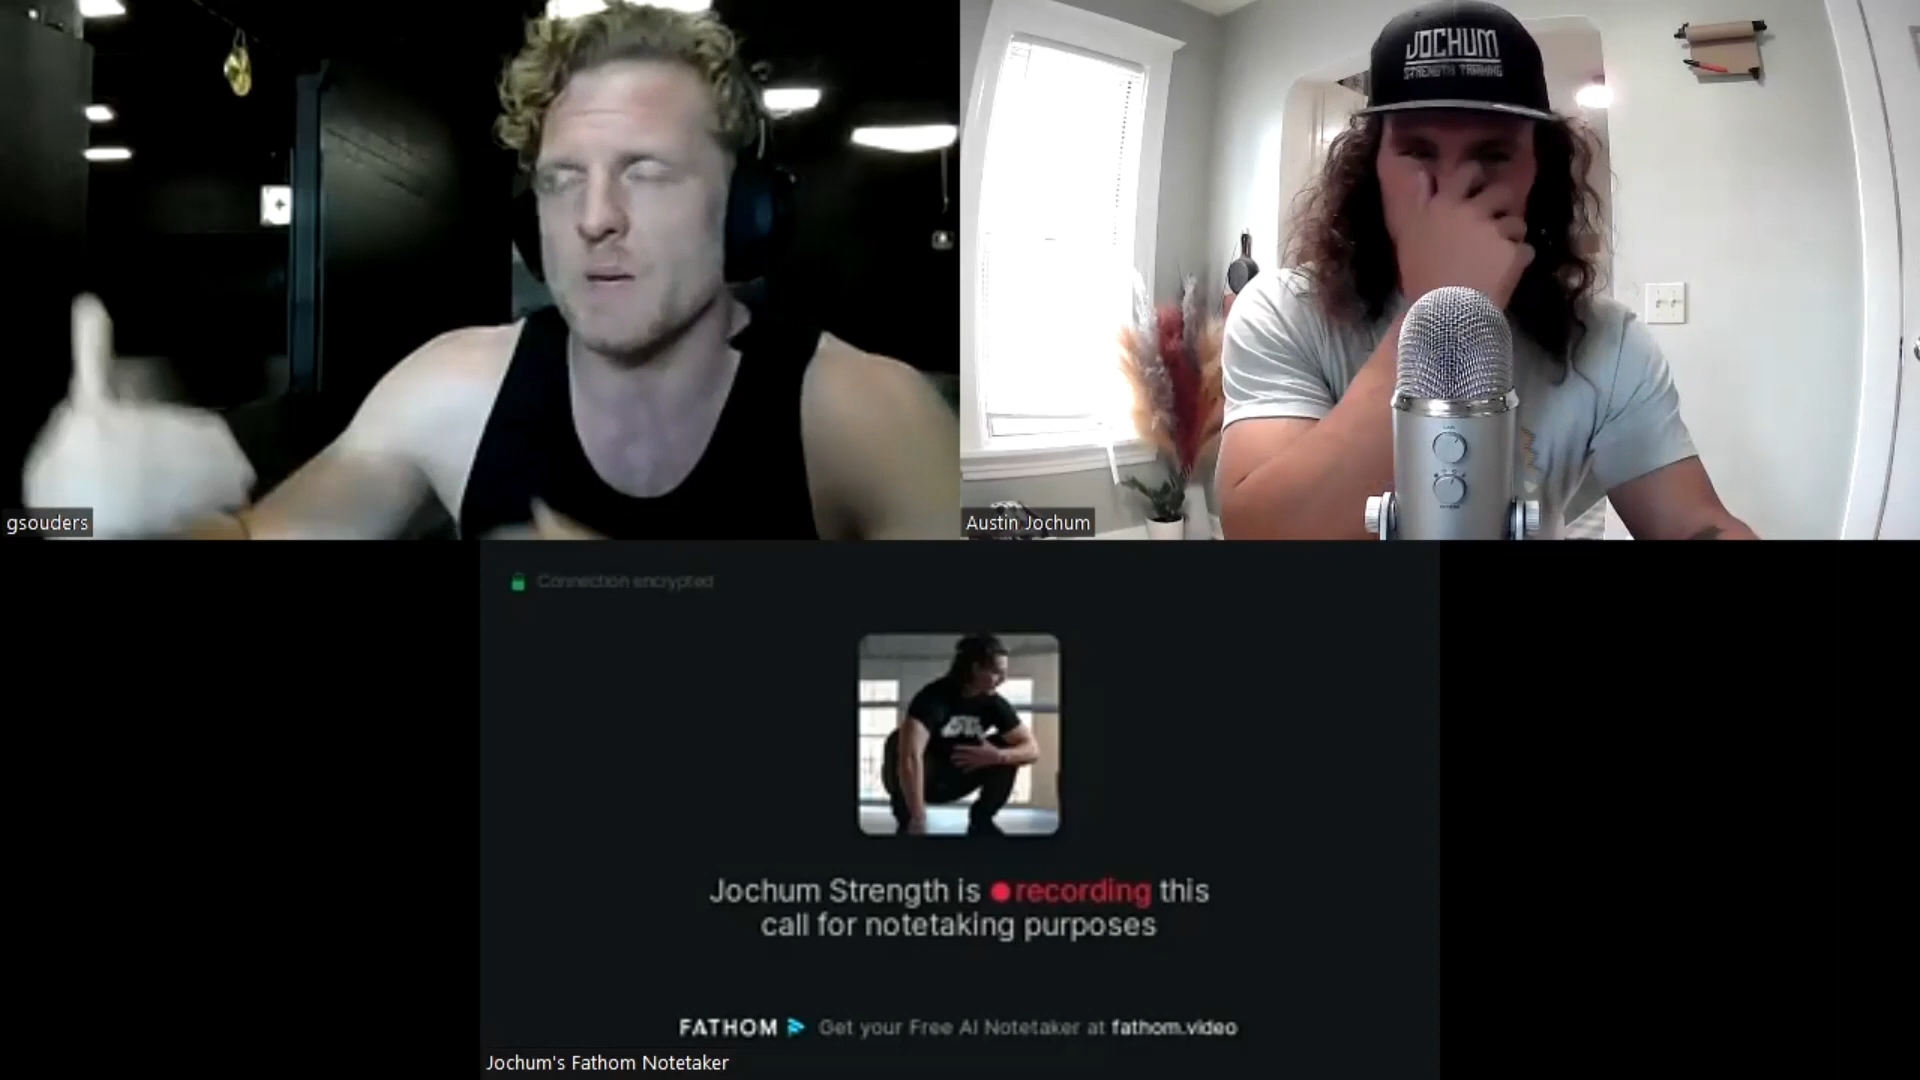 JOCHUM
STRENGTH TRAINING
gsouders
Austin Jochum
Connection encrypted
Jochum Strength is recording this
call for notetaking purposes
FATHOM Get your Free AI Notetaker at fathom.video
Jochum's Fathom Notetaker